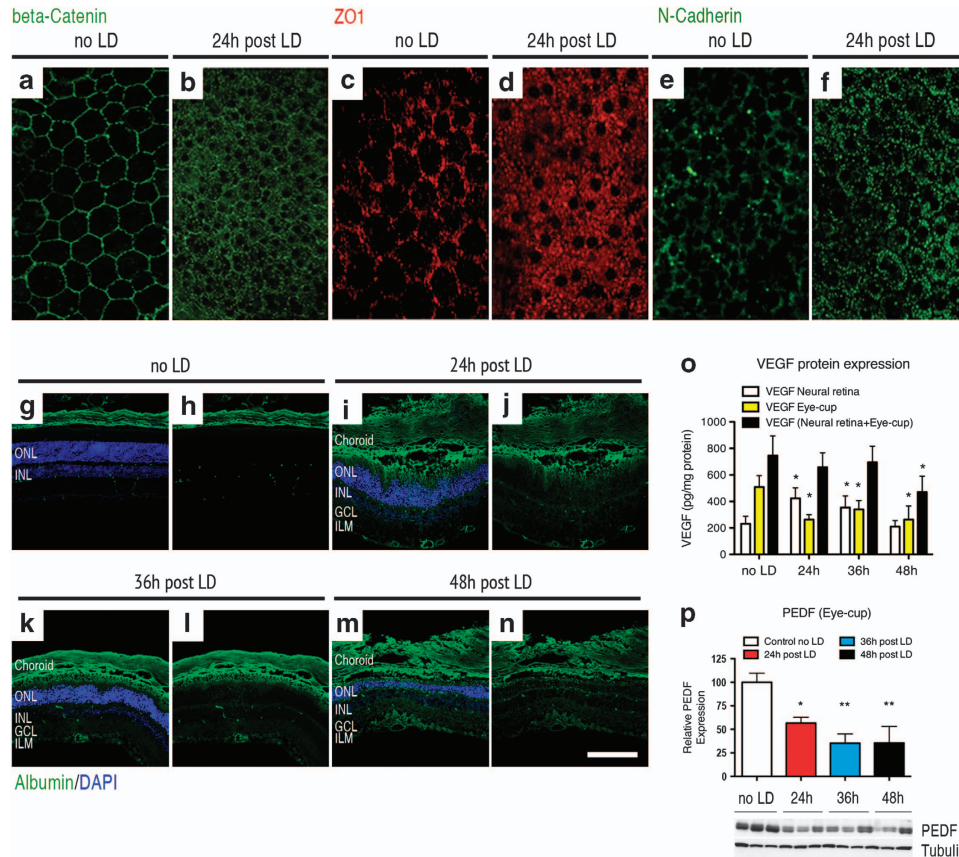 beta-Catenin ZO1 N-Cadherin
no LD 24h post LD no LD 24h post LD no LD 24h post LD
a b c d e f
no LD 24h post LD
g h i j
ONL
INL
Choroid
ONL
INL
GCL
ILM
36h post LD 48h post LD
k l m n
Choroid
ONL
INL
GCL
ILM
Choroid
ONL
INL
GCL
ILM
Albumin/DAPI
o VEGF protein expression
VEGF Neural retina
VEGF Eye-cup
VEGF (Neural retina+Eye-cup)
VEGF (pg/mg protein)
1000
800
600
400
200
0
* * * * * *
no LD 24h 36h 48h
p PEDF (Eye-cup)
Control no LD 36h post LD
24h post LD 48h post LD
Relative PEDF
Expression
125
100
75
50
25
0
* ** **
no LD 24h 36h 48h
PEDF
Tubuli